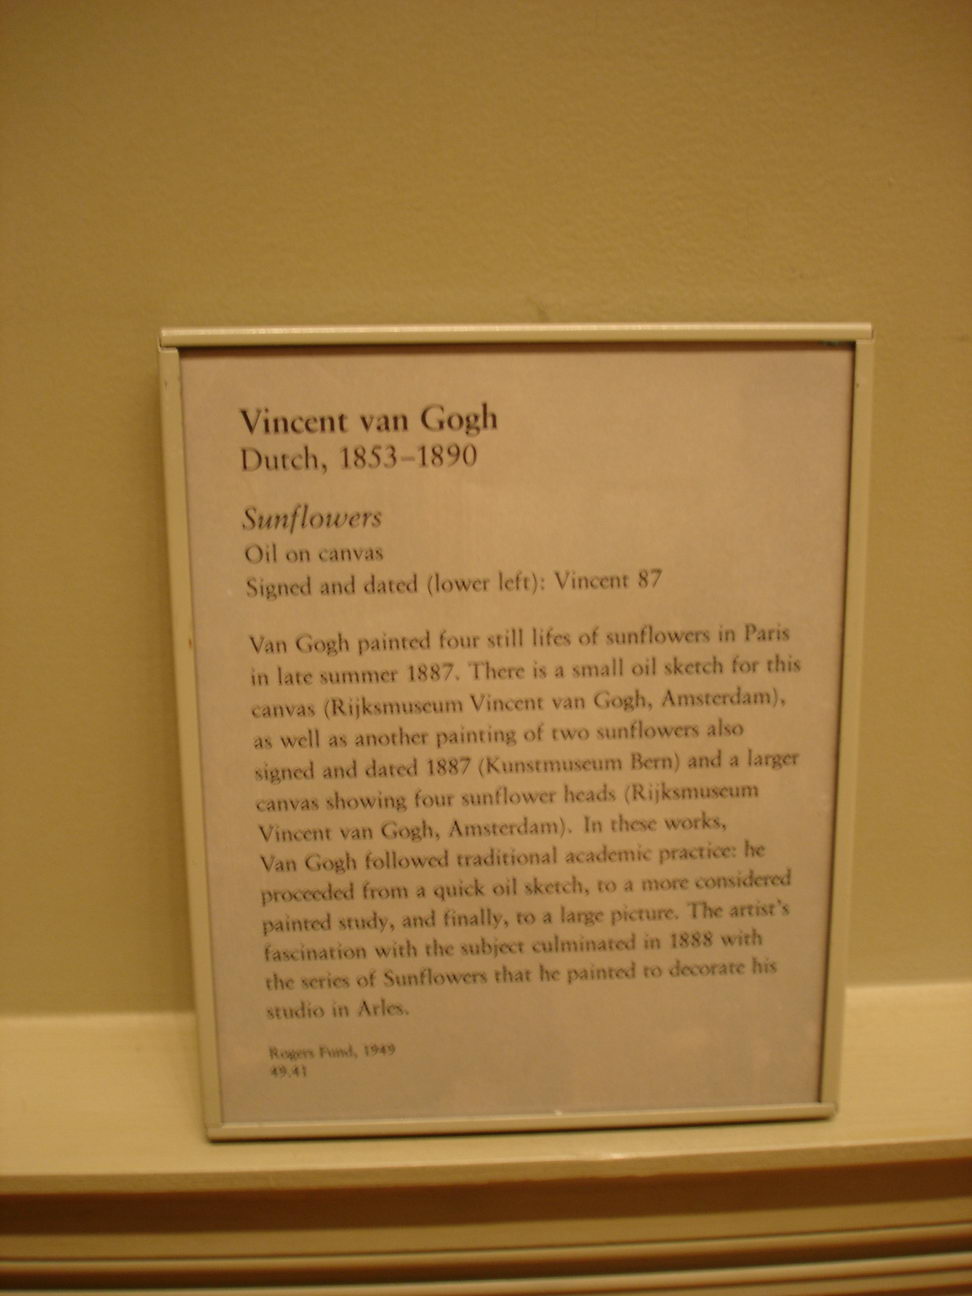 Vincent van Gogh
Dutch, 1853–1890
Sunflowers
Oil on canvas
Signed and dated (lower left): Vincent 87
Van Gogh painted four still lifes of sunflowers in Paris
in late summer 1887. There is a small oil sketch for this
canvas (Rijksmuseum Vincent van Gogh, Amsterdam),
as well as another painting of two sunflowers also
signed and dated 1887 (Kunstmuseum Bern) and a larger
canvas showing four sunflower heads (Rijksmuseum
Vincent van Gogh, Amsterdam). In these works,
Van Gogh followed traditional academic practice: he
proceeded from a quick oil sketch, to a more considered
painted study, and finally, to a large picture. The artist's
fascination with the subject culminated in 1888 with
the series of Sunflowers that he painted to decorate his
studio in Arles.
Rogers Fund, 1949
49.41